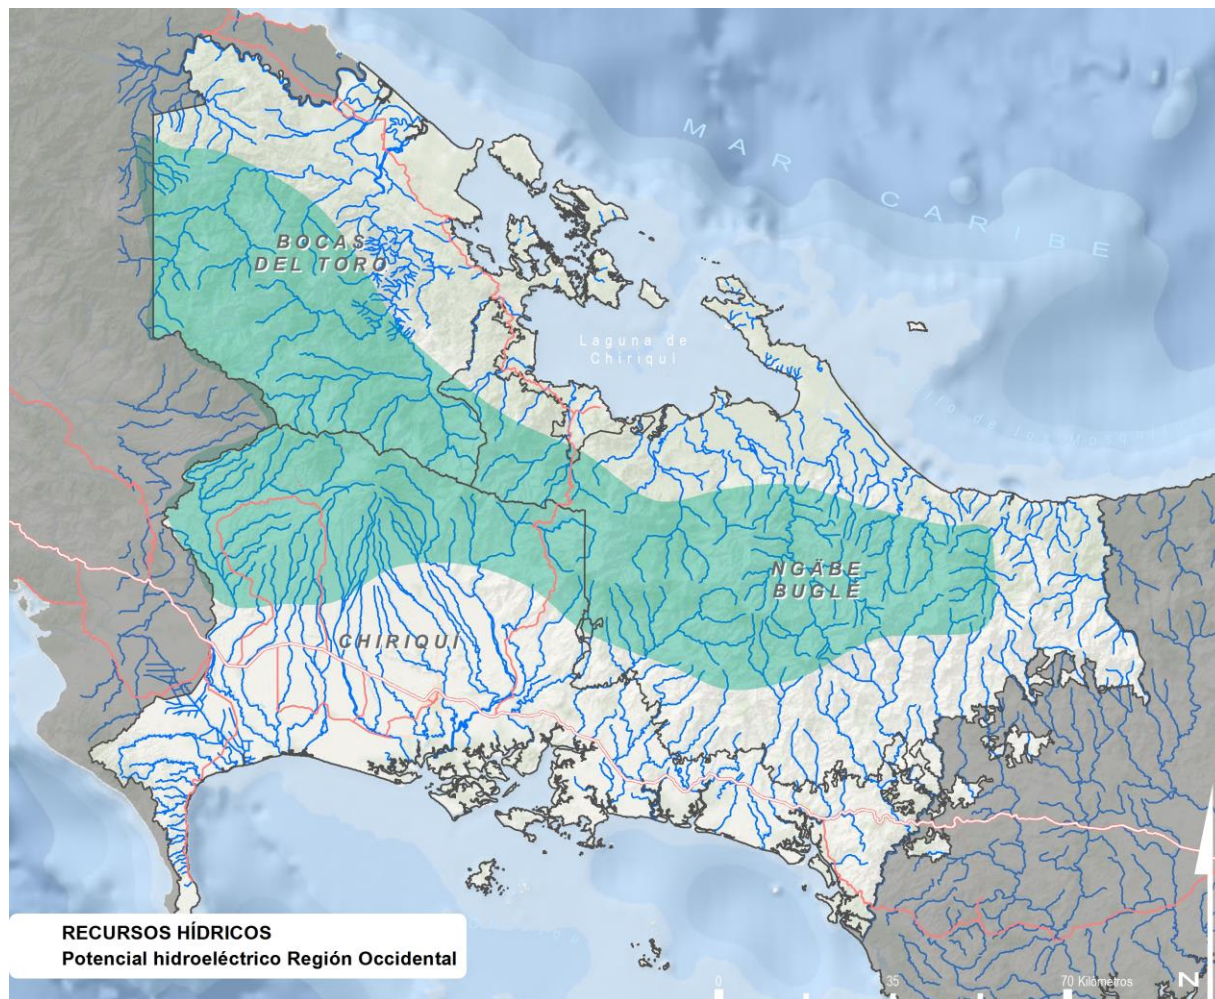 MAR CARIBE
BOCAS
DEL TORO
Laguna de
Chiriquí
NGÄBE
BUGLÉ
CHIRIQUÍ
RECURSOS HÍDRICOS
Potencial hidroeléctrico Región Occidental
0 35 70 Kilómetros
N